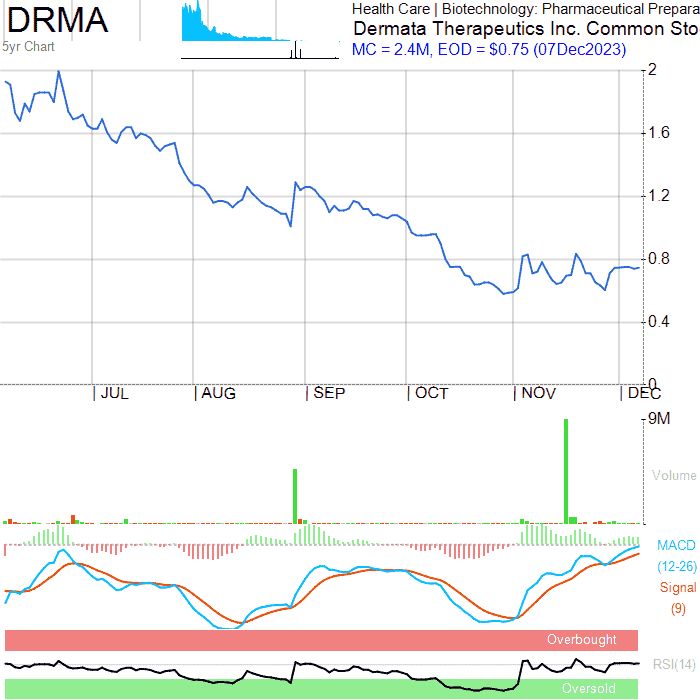 DRMA
5yr Chart
Health Care | Biotechnology: Pharmaceutical Prepara
Dermata Therapeutics Inc. Common Sto
MC = 2.4M, EOD = $0.75 (07Dec2023)
2
1.6
1.2
0.8
0.4
0
JUL AUG SEP OCT NOV DEC
9M
Volume
MACD
(12-26)
Signal
(9)
Overbought
RSI(14)
Oversold